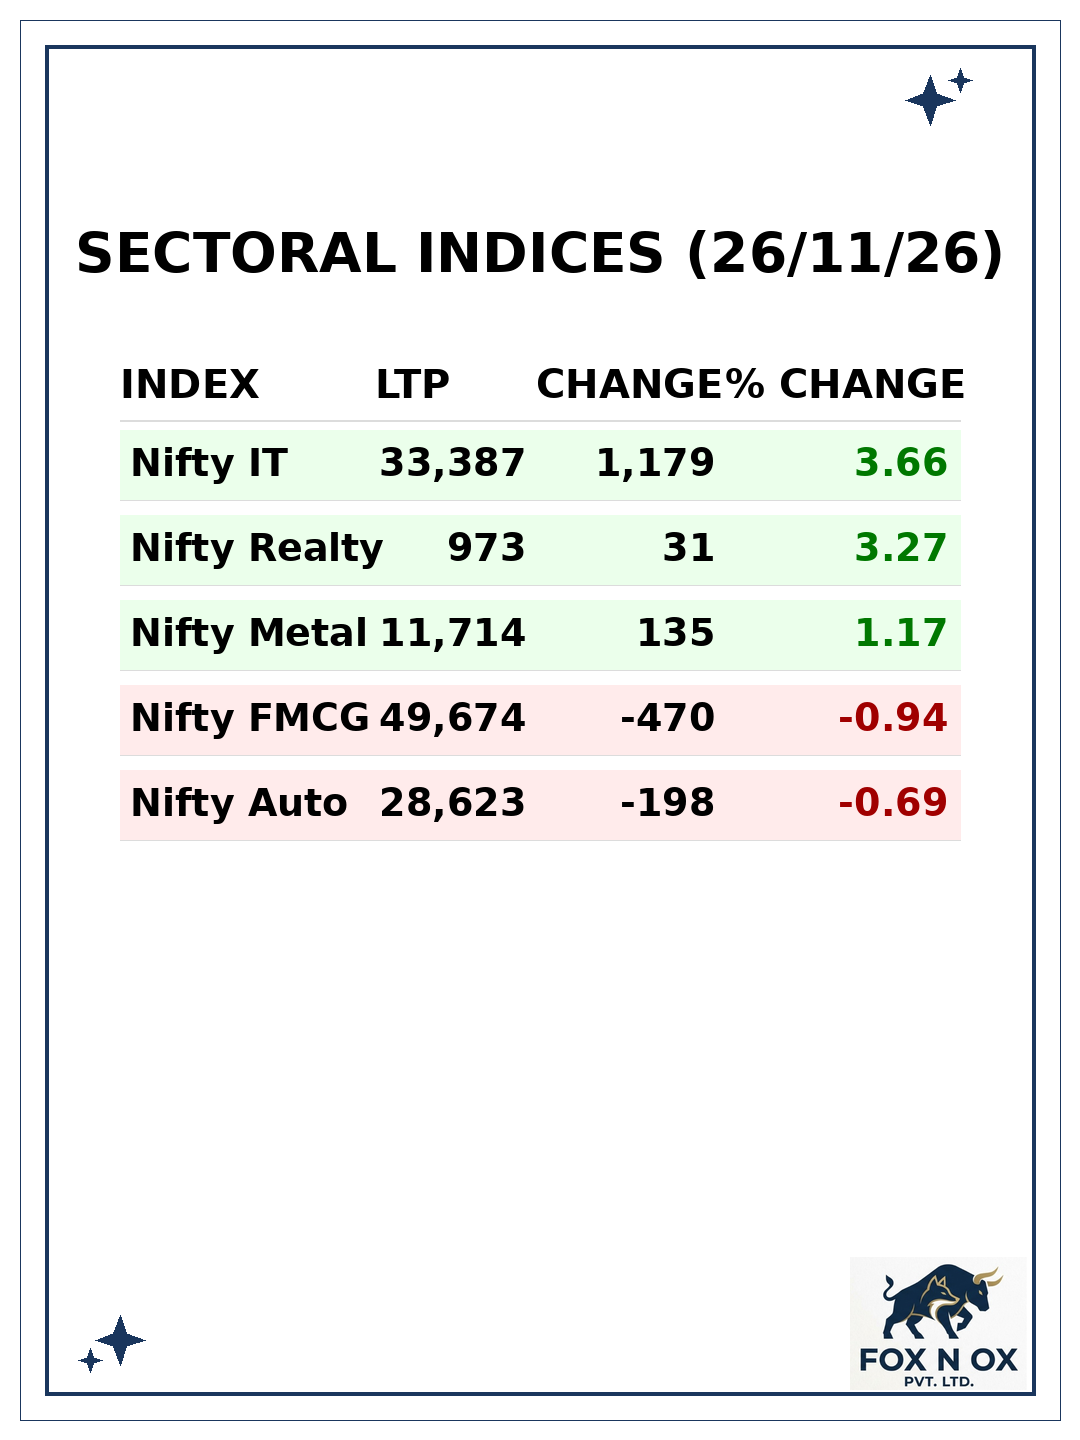 SECTORAL INDICES (26/11/26)
INDEX LTP CHANGE % CHANGE
Nifty IT 33,387 1,179 3.66
Nifty Realty 973 31 3.27
Nifty Metal 11,714 135 1.17
Nifty FMCG 49,674 -470 -0.94
Nifty Auto 28,623 -198 -0.69
FOX N OX
PVT. LTD.